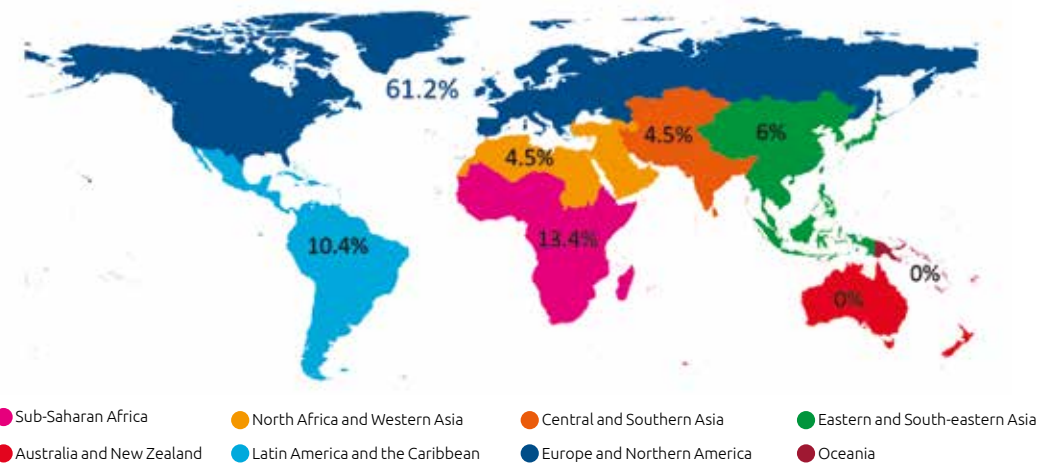 61.2%
4.5%
6%
4.5%
10.4%
13.4%
0%
0%
Sub-Saharan Africa
North Africa and Western Asia
Central and Southern Asia
Eastern and South-eastern Asia
Australia and New Zealand
Latin America and the Caribbean
Europe and Northern America
Oceania